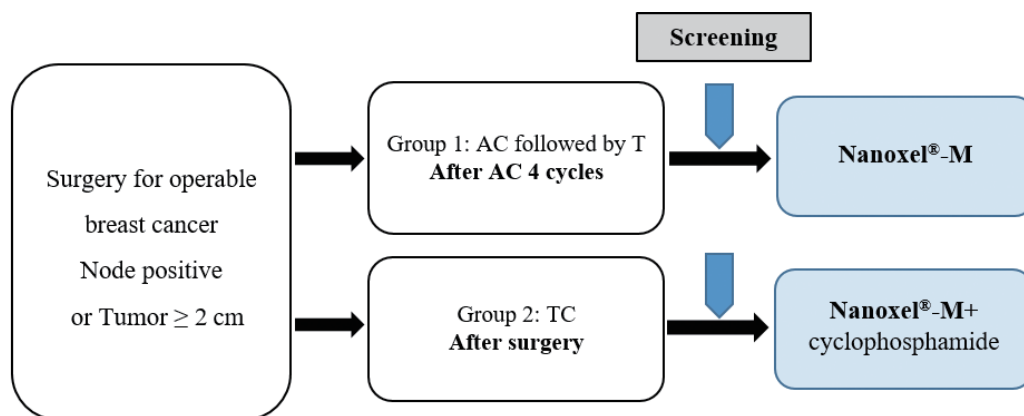 Screening
Surgery for operable
breast cancer
Node positive
or Tumor ≥ 2 cm
Group 1: AC followed by T
After AC 4 cycles
Nanoxel®-M
Group 2: TC
After surgery
Nanoxel®-M+
cyclophosphamide